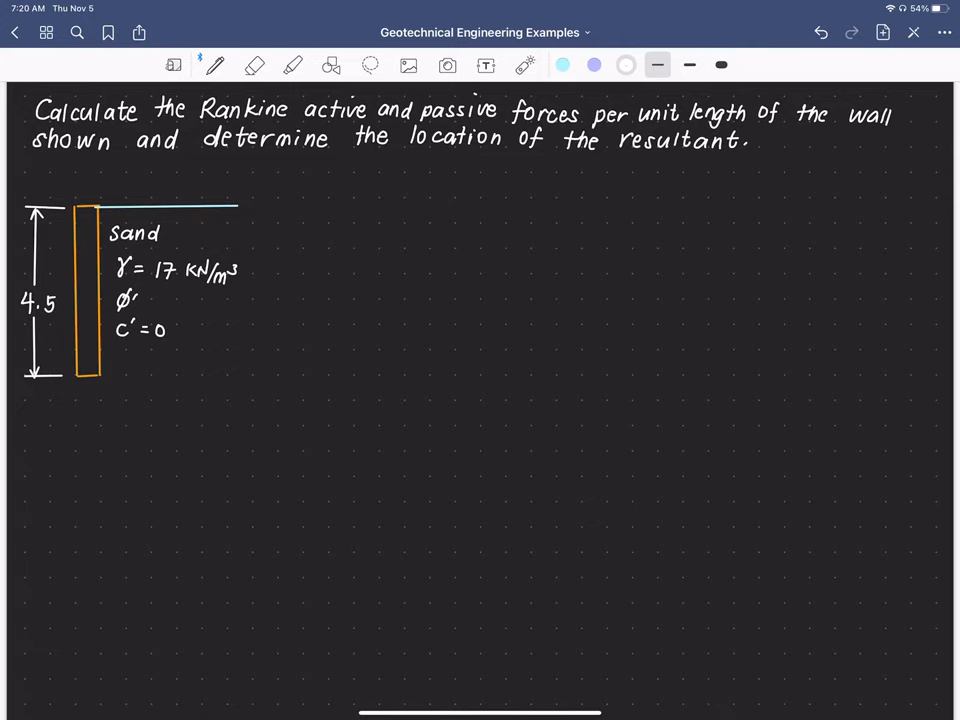 7:20 AM Thu Nov 5
54%
Geotechnical Engineering Examples
T
Calculate the Rankine active and passive forces per unit length of the wall
shown and determine the location of the resultant.
sand
γ = 17 KN/m³
4.5
φ'
c' = 0